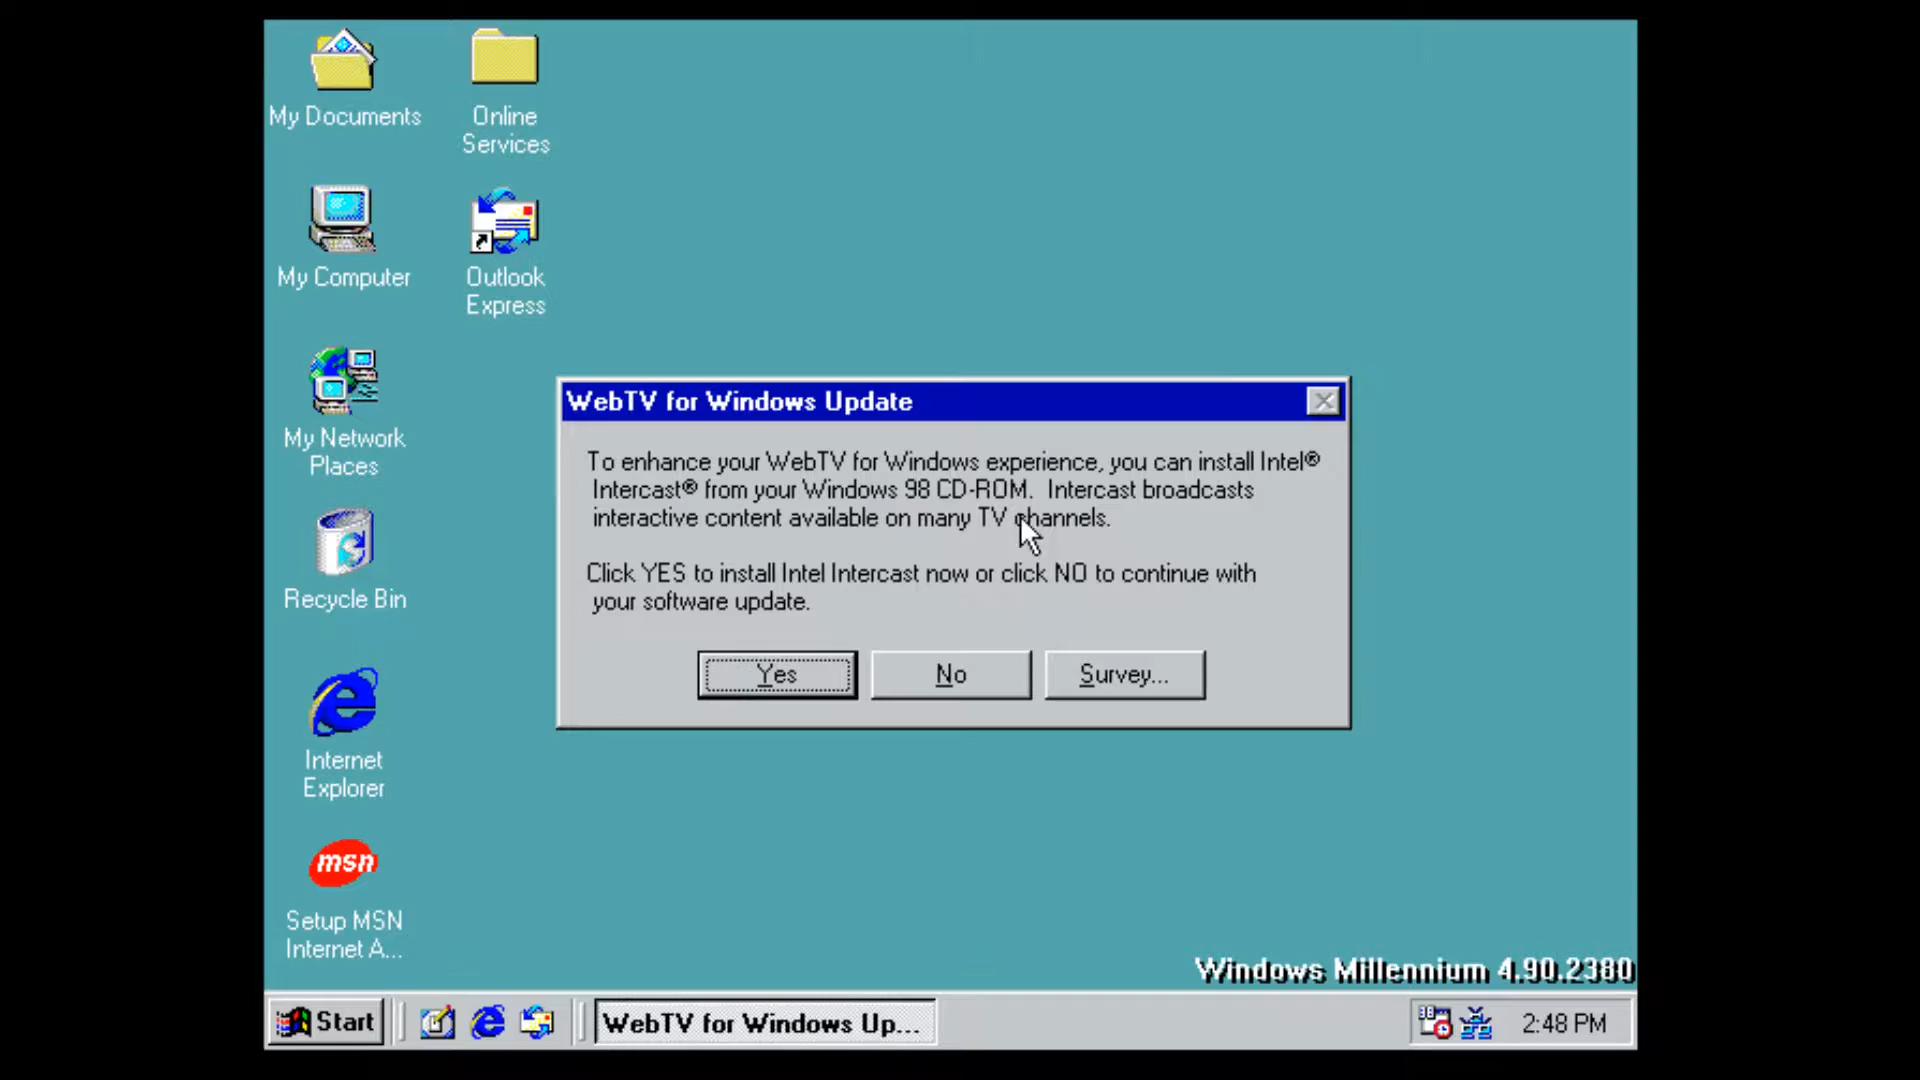 My Documents
Online
Services
My Computer
Outlook
Express
My Network
Places
Recycle Bin
Internet
Explorer
msn
Setup MSN
Internet A...
WebTV for Windows Update
To enhance your WebTV for Windows experience, you can install Intel®
Intercast® from your Windows 98 CD-ROM.  Intercast broadcasts
interactive content available on many TV channels.
Click YES to install Intel Intercast now or click NO to continue with
your software update.
Yes
No
Survey...
Windows Millennium 4.90.2380
Start
WebTV for Windows Up...
2:48 PM